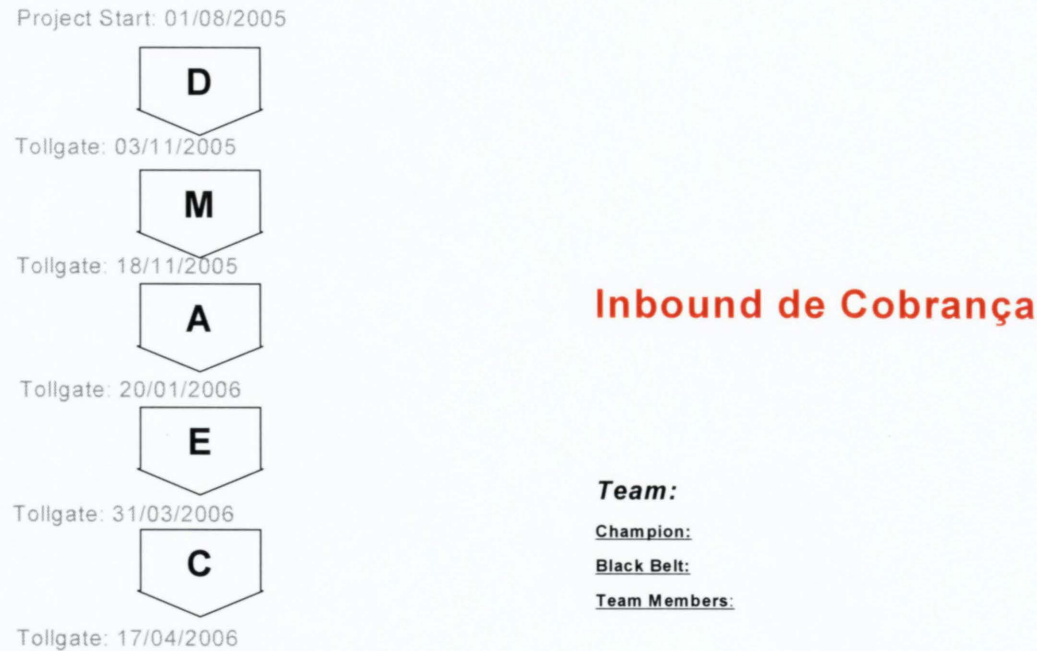 Project Start: 01/08/2005
D
Tollgate: 03/11/2005
M
Tollgate: 18/11/2005
A
Tollgate: 20/01/2006
E
Tollgate: 31/03/2006
C
Tollgate: 17/04/2006
Inbound de Cobrança
Team:
Champion:
Black Belt:
Team Members: